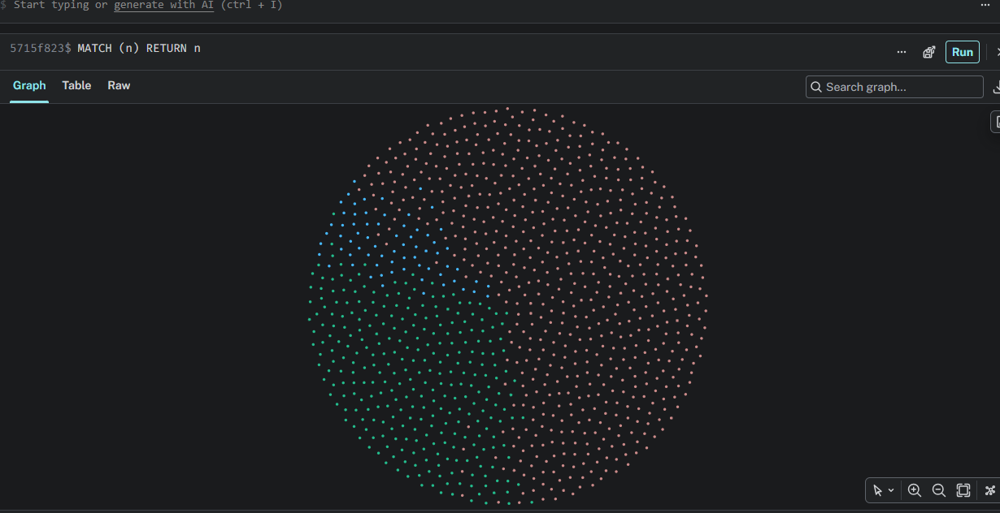 $ Start typing or generate with AI (ctrl + I)
5715f823$ MATCH (n) RETURN n
Run
Graph Table Raw
Search graph...